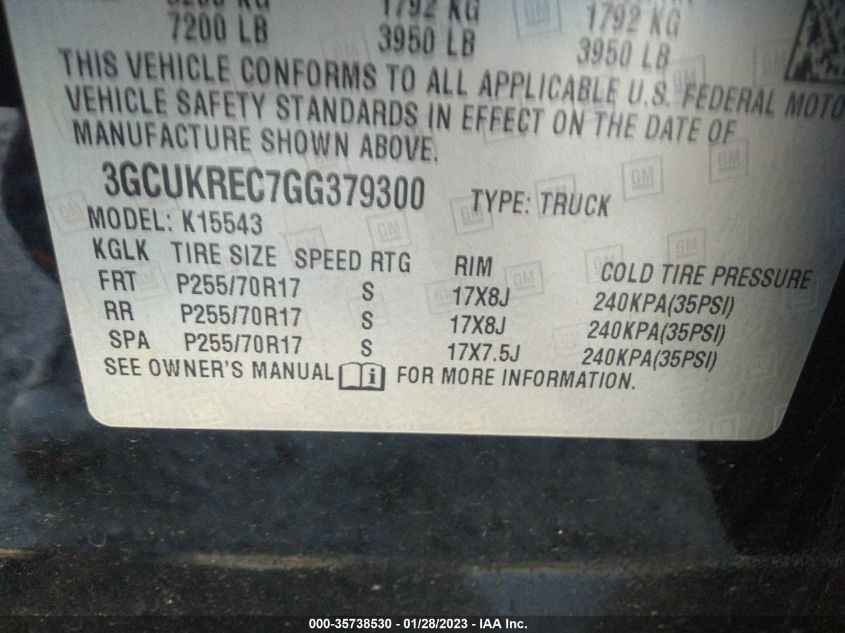 7200 LB 3950 LB 3950 LB
THIS VEHICLE CONFORMS TO ALL APPLICABLE U.S. FEDERAL MOTO
VEHICLE SAFETY STANDARDS IN EFFECT ON THE DATE OF
MANUFACTURE SHOWN ABOVE.
3GCUKREC7GG379300 TYPE: TRUCK
MODEL: K15543
KGLK TIRE SIZE SPEED RTG RIM COLD TIRE PRESSURE
FRT P255/70R17 S 17X8J 240KPA(35PSI)
RR P255/70R17 S 17X8J 240KPA(35PSI)
SPA P255/70R17 S 17X7.5J 240KPA(35PSI)
SEE OWNER'S MANUAL FOR MORE INFORMATION.
000-35738530 - 01/28/2023 - IAA Inc.